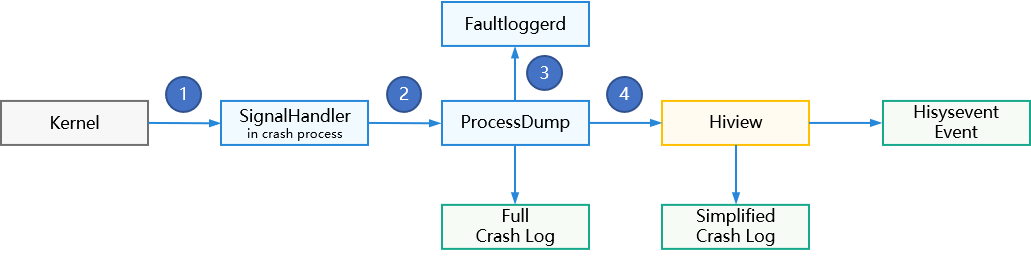 Faultloggerd
1
2
3
4
Kernel
SignalHandler
in crash process
ProcessDump
Hiview
Hisysevent
Event
Full
Crash Log
Simplified
Crash Log